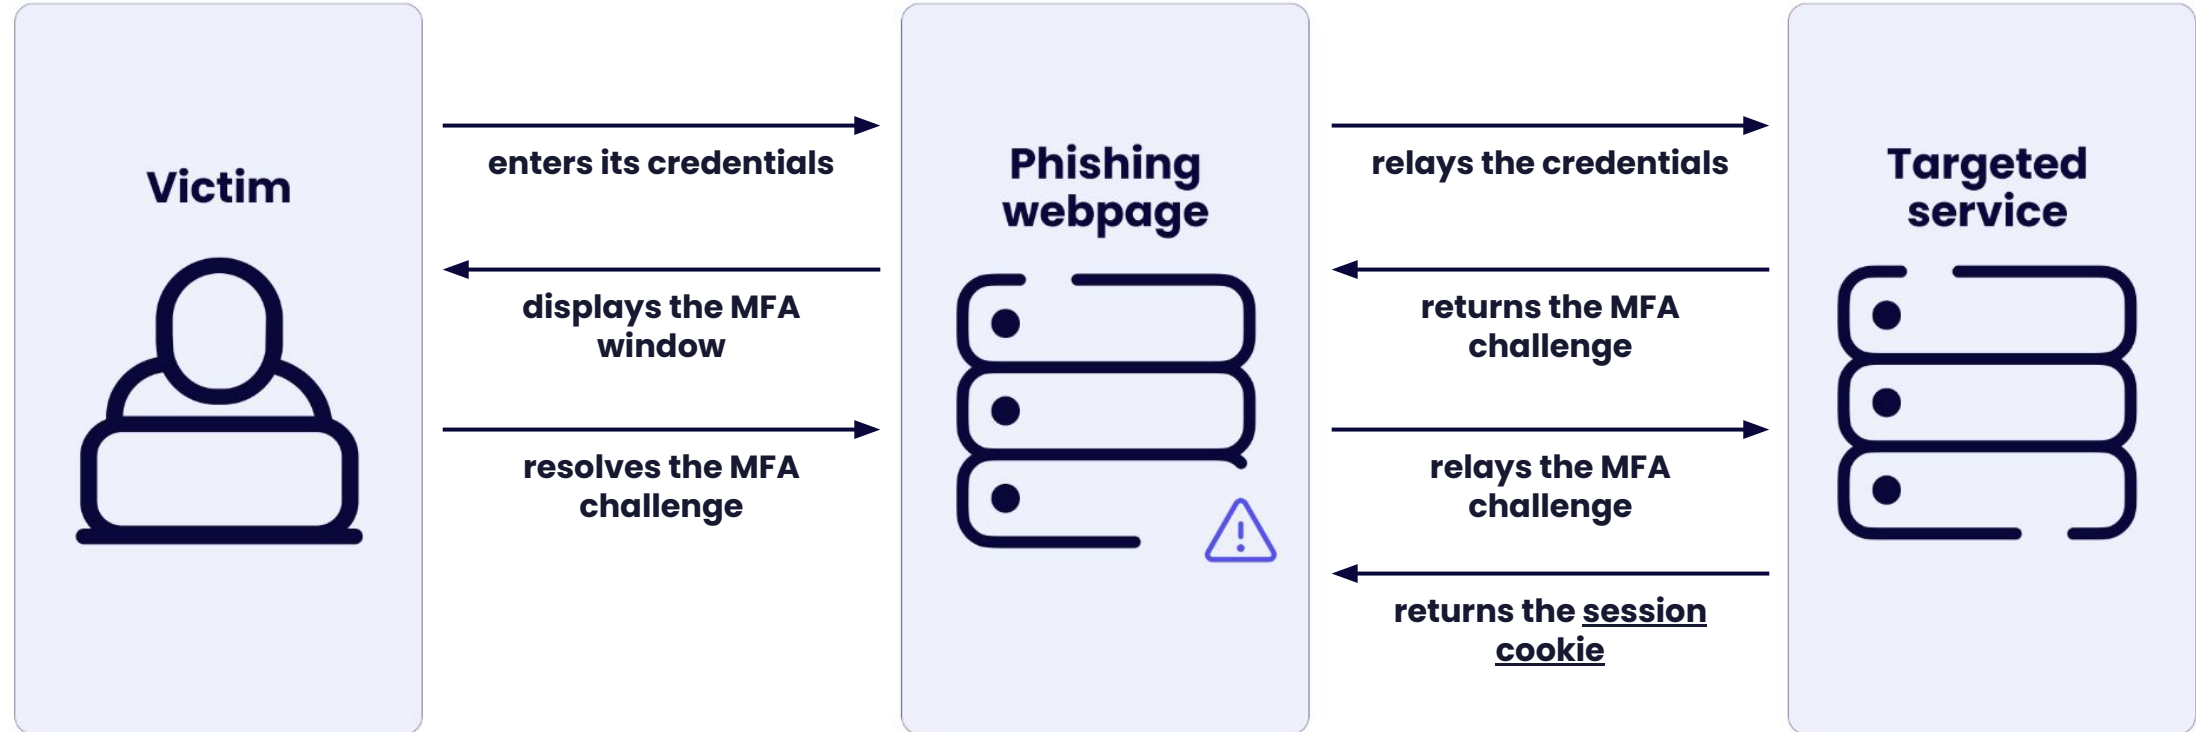 Victim
enters its credentials
displays the MFA
window
resolves the MFA
challenge
Phishing
webpage
relays the credentials
returns the MFA
challenge
relays the MFA
challenge
returns the session
cookie
Targeted
service